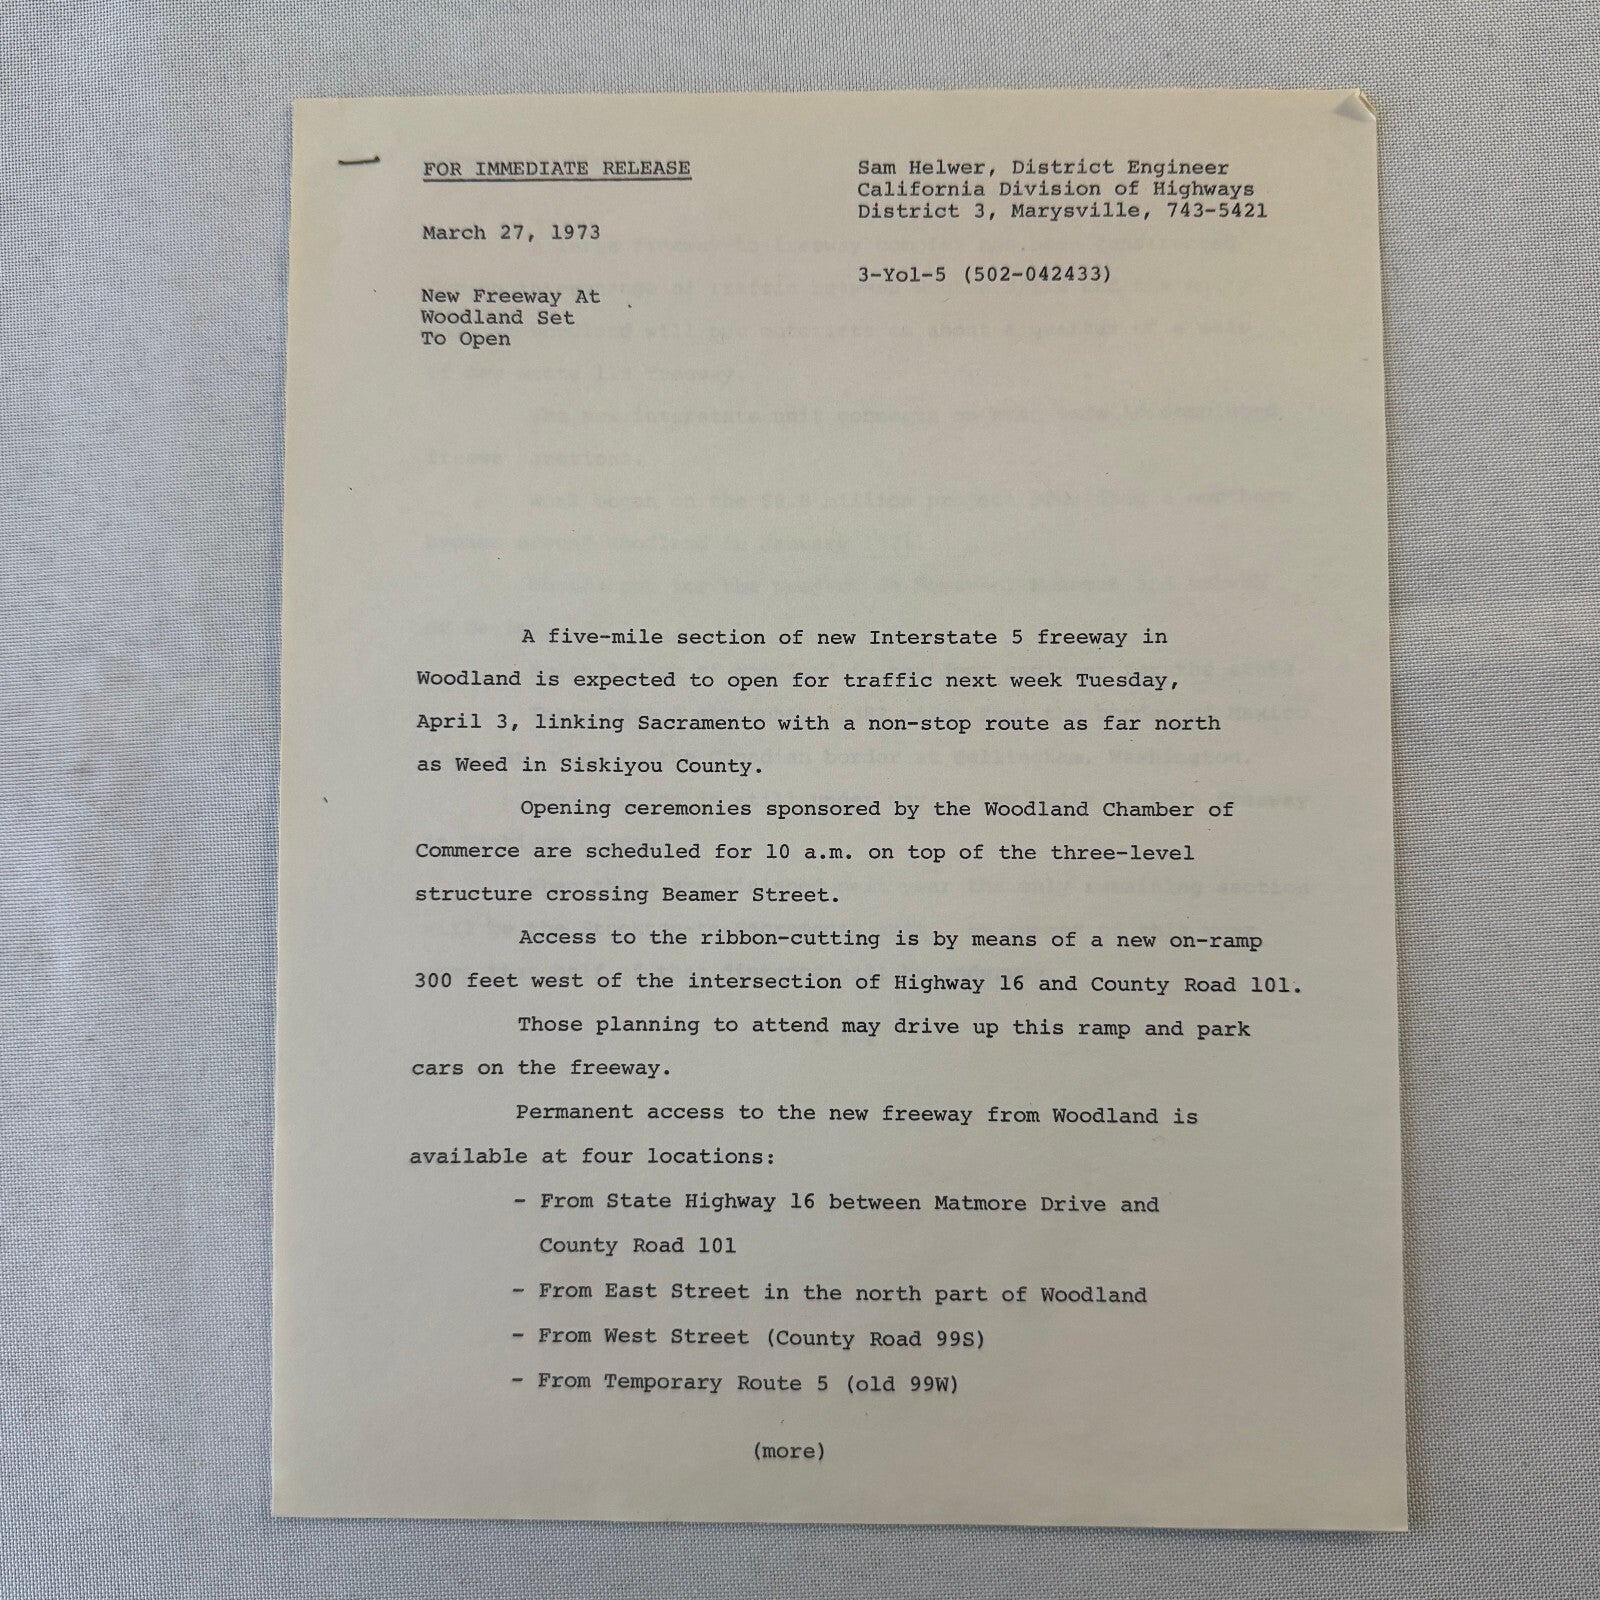 FOR IMMEDIATE RELEASE
Sam Helwer, District Engineer
California Division of Highways
District 3, Marysville, 743-5421
March 27, 1973
3-Yol-5 (502-042433)
New Freeway At
Woodland Set
To Open
A five-mile section of new Interstate 5 freeway in
Woodland is expected to open for traffic next week Tuesday,
April 3, linking Sacramento with a non-stop route as far north
as Weed in Siskiyou County.
Opening ceremonies sponsored by the Woodland Chamber of
Commerce are scheduled for 10 a.m. on top of the three-level
structure crossing Beamer Street.
Access to the ribbon-cutting is by means of a new on-ramp
300 feet west of the intersection of Highway 16 and County Road 101.
Those planning to attend may drive up this ramp and park
cars on the freeway.
Permanent access to the new freeway from Woodland is
available at four locations:
- From State Highway 16 between Matmore Drive and
County Road 101
- From East Street in the north part of Woodland
- From West Street (County Road 99S)
- From Temporary Route 5 (old 99W)
(more)